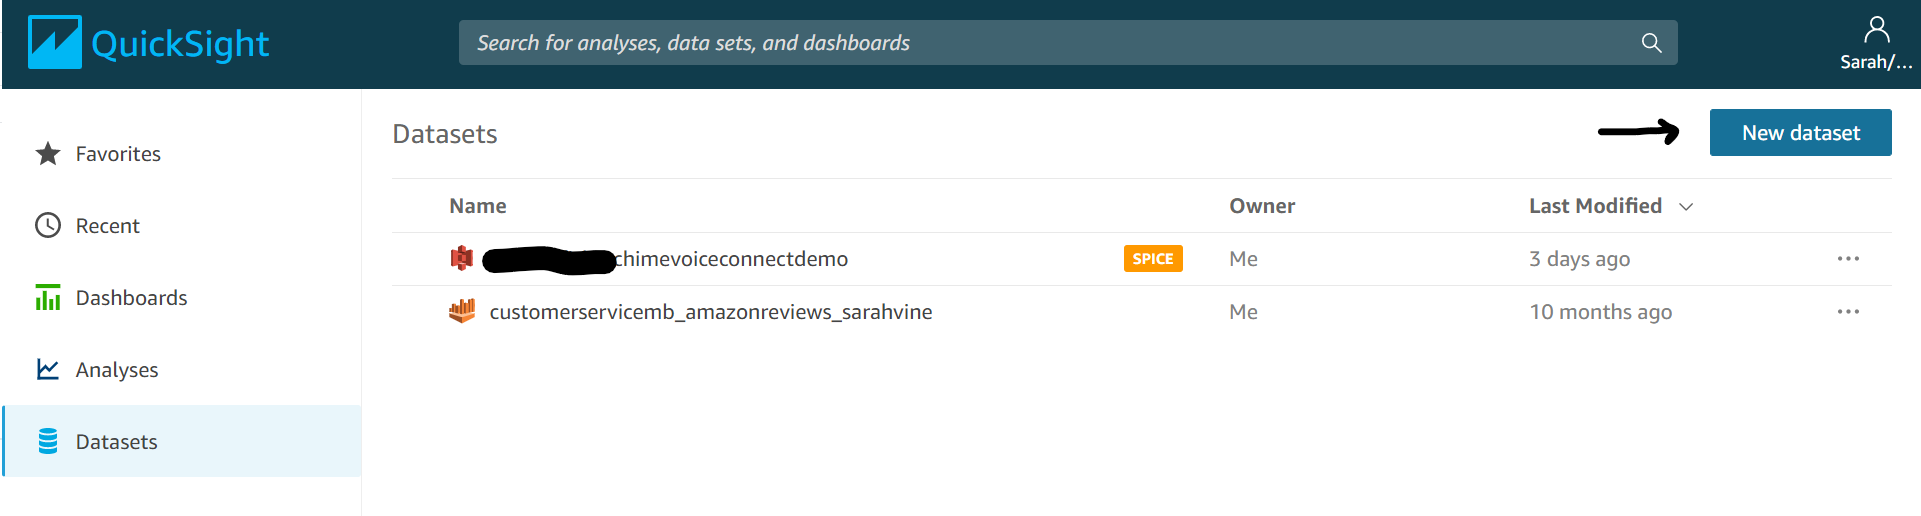 QuickSight
Search for analyses, data sets, and dashboards
Sarah/...
Favorites
Recent
Dashboards
Analyses
Datasets
Datasets
New dataset
Name Owner Last Modified
chimevoiceconnectdemo SPICE Me 3 days ago
customerservicemb_amazonreviews_sarahvine Me 10 months ago